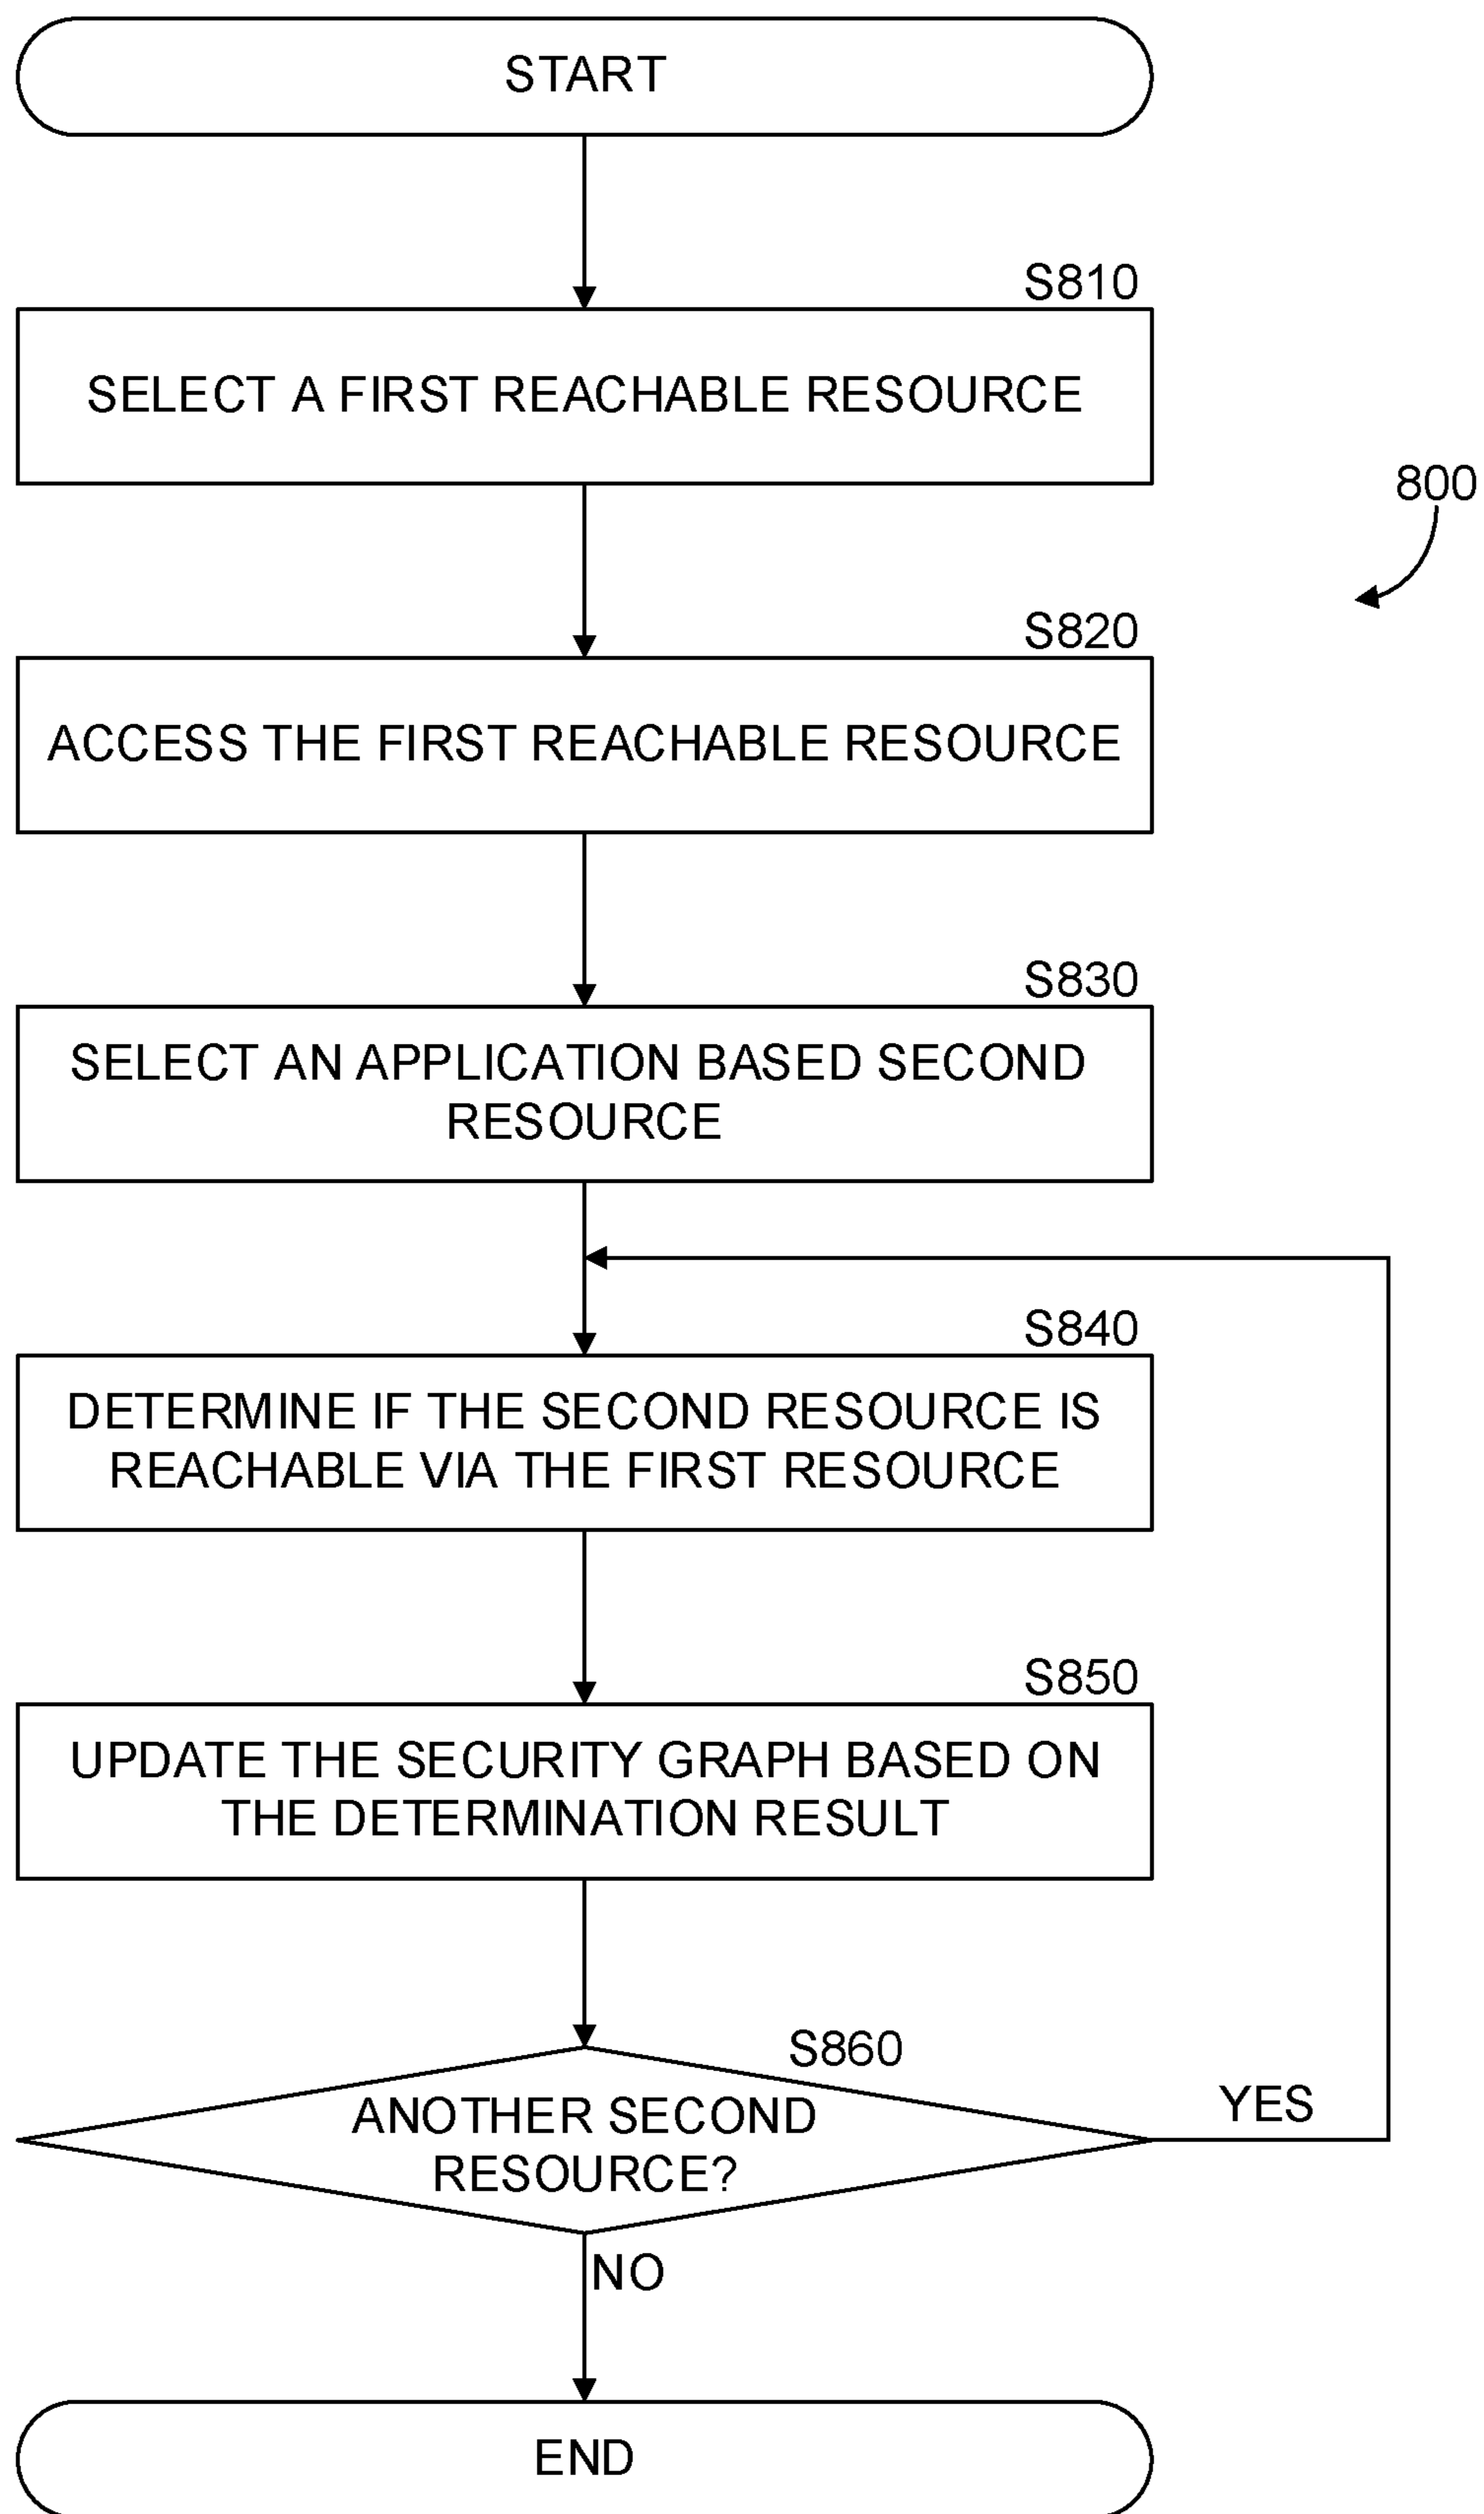 START
S810
SELECT A FIRST REACHABLE RESOURCE
800
S820
ACCESS THE FIRST REACHABLE RESOURCE
S830
SELECT AN APPLICATION BASED SECOND
RESOURCE
S840
DETERMINE IF THE SECOND RESOURCE IS
REACHABLE VIA THE FIRST RESOURCE
S850
UPDATE THE SECURITY GRAPH BASED ON
THE DETERMINATION RESULT
S860
ANOTHER SECOND
RESOURCE?
YES
NO
END